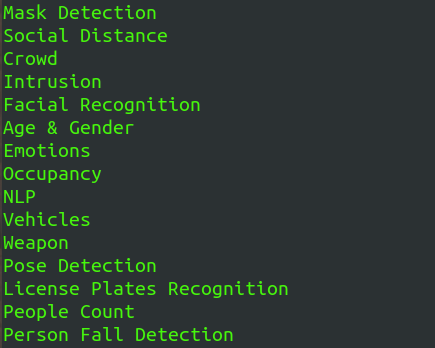 Mask Detection
Social Distance
Crowd
Intrusion
Facial Recognition
Age & Gender
Emotions
Occupancy
NLP
Vehicles
Weapon
Pose Detection
License Plates Recognition
People Count
Person Fall Detection